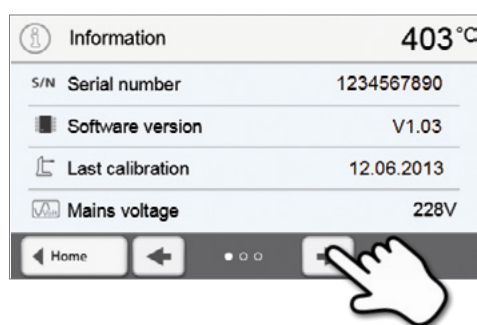 Information 403°C
S/N Serial number 1234567890
Software version V1.03
Last calibration 12.06.2013
Mains voltage 228V
Home